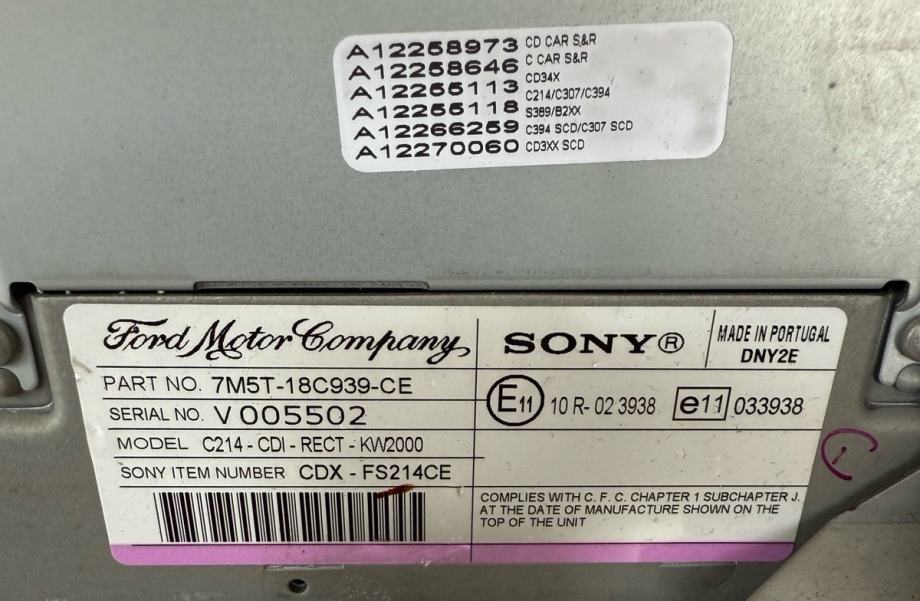 A12258973 CD CAR S&R
A12258646 C CAR S&R
A12255113 CD34X
A12255118 C214/C307/C394
A12266259 S389/B2XX
A12270060 C394 SCD/C307 SCD
CD3XX SCD
Ford Motor Company
SONY®
MADE IN PORTUGAL
DNY2E
PART NO. 7M5T-18C939-CE
SERIAL NO. V005502
MODEL C214 - CDI - RECT - KW2000
SONY ITEM NUMBER CDX - FS214CE
E11 10 R- 02 3938 e11 033938
COMPLIES WITH C. F. C. CHAPTER 1 SUBCHAPTER J.
AT THE DATE OF MANUFACTURE SHOWN ON THE
TOP OF THE UNIT